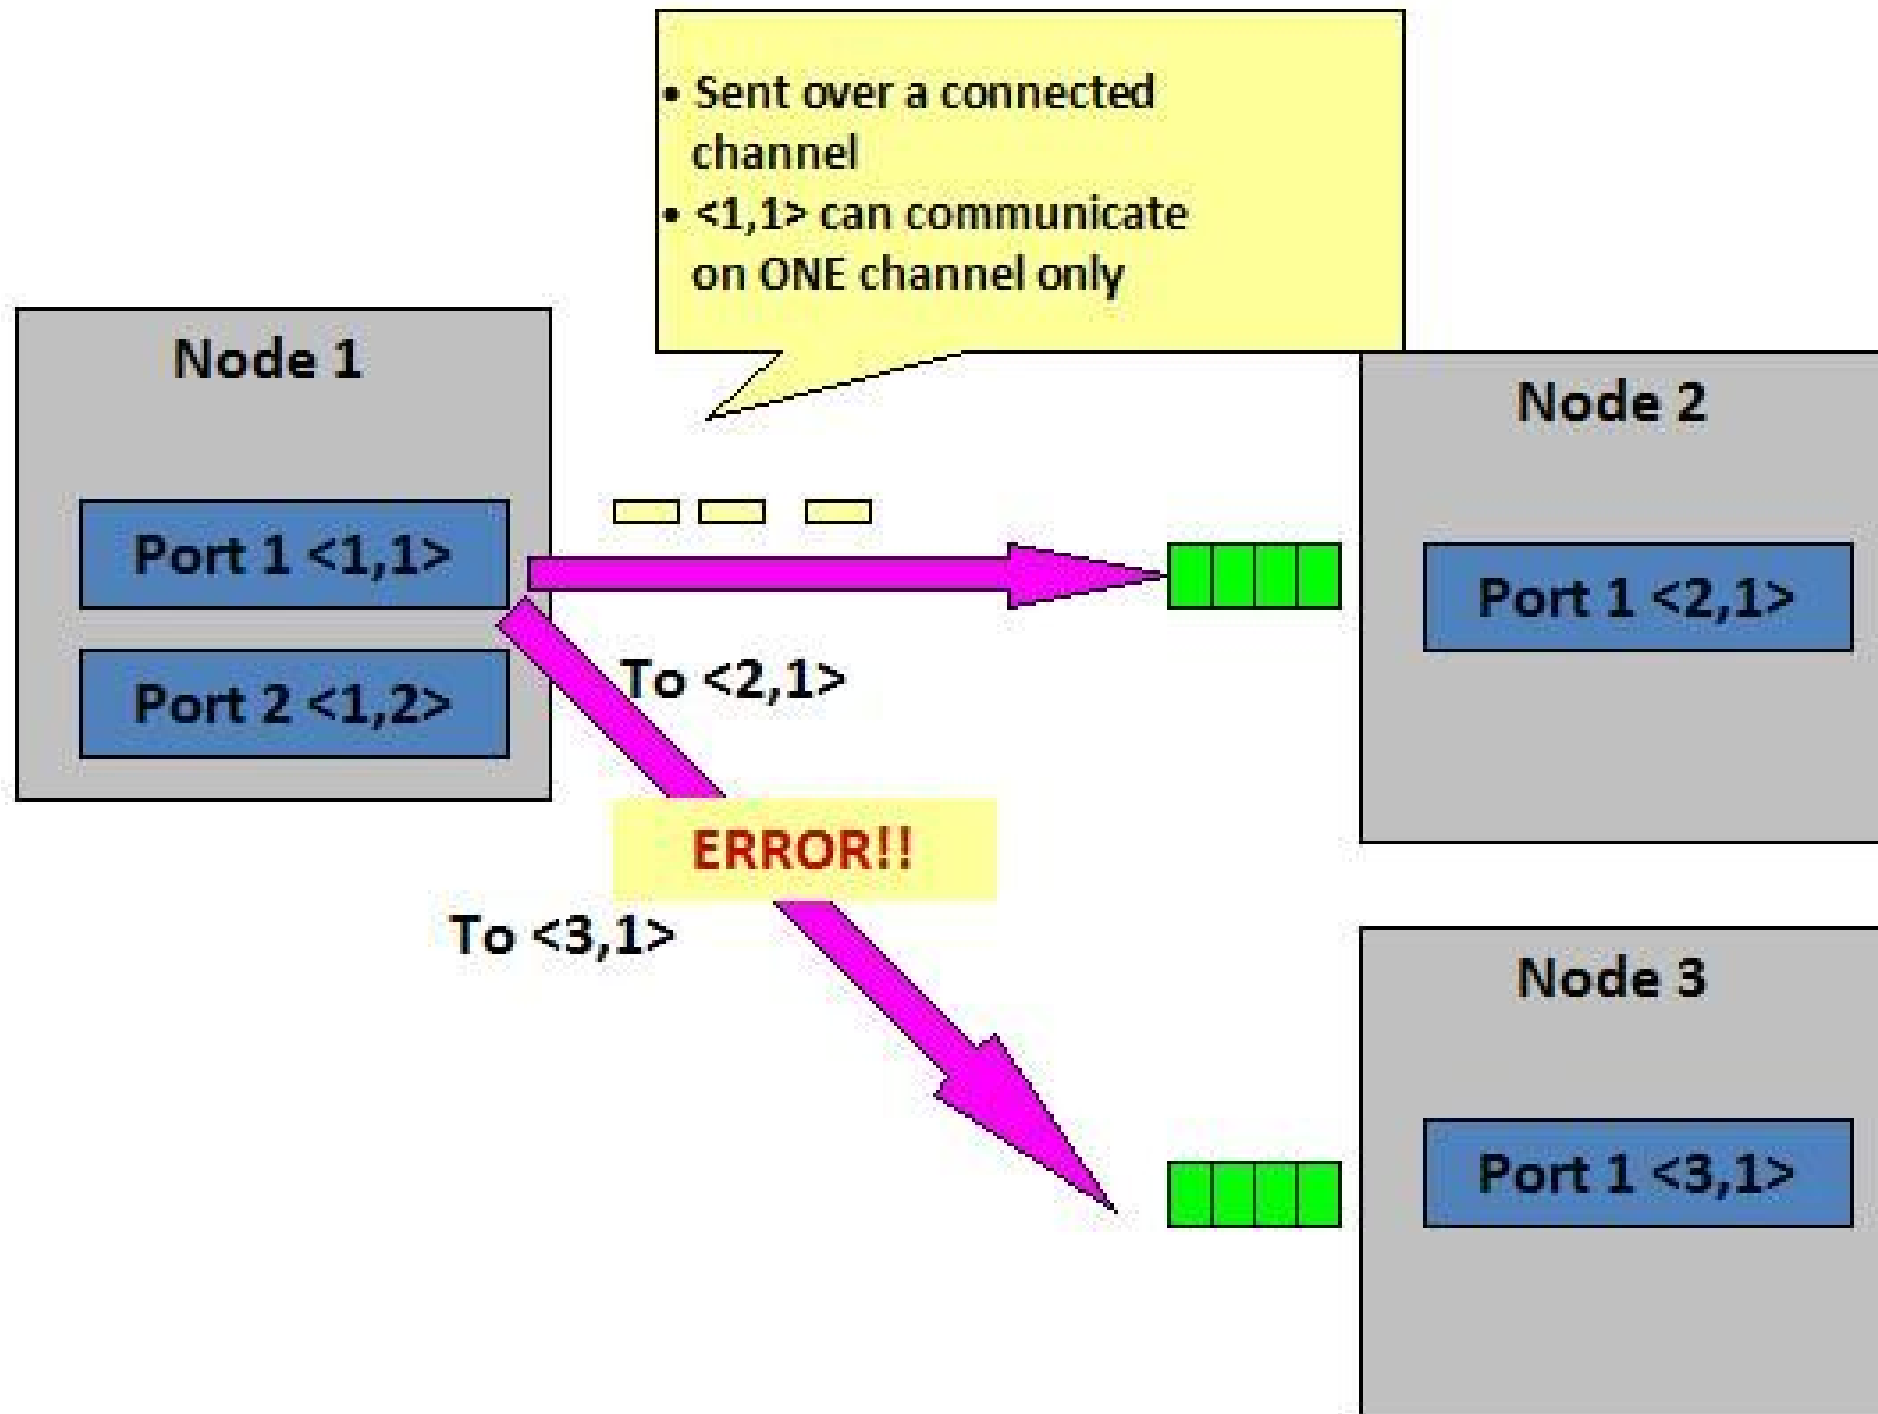 • Sent over a connected
channel
• <1,1> can communicate
on ONE channel only
Node 1
Port 1 <1,1>
Port 2 <1,2>
Node 2
Port 1 <2,1>
To <2,1>
ERROR!!
To <3,1>
Node 3
Port 1 <3,1>